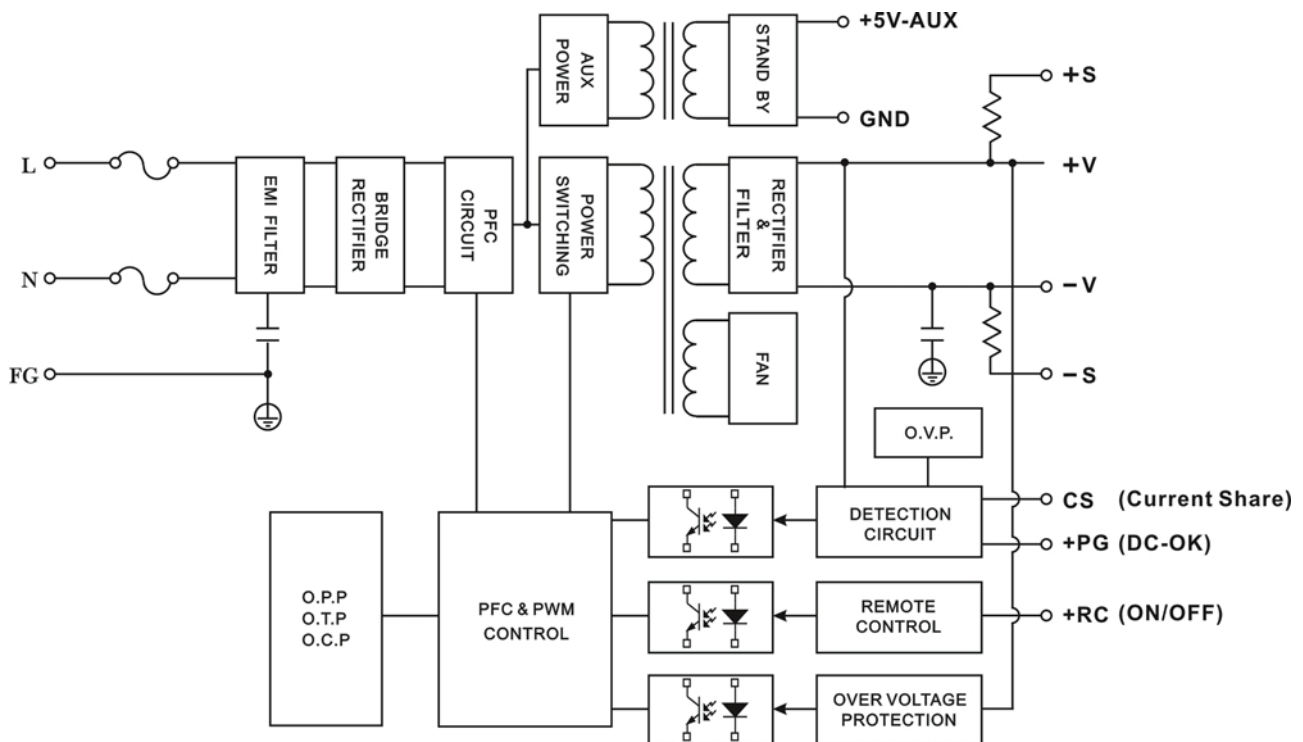 +5V-AUX
AUX
POWER
STAND BY
GND
+S
L
N
FG
EMI FILTER
BRIDGE
RECTIFIER
PFC
CIRCUIT
POWER
SWITCHING
RECTIFIER
&
FILTER
+V
−V
−S
FAN
O.V.P.
O.P.P
O.T.P
O.C.P
PFC & PWM
CONTROL
DETECTION
CIRCUIT
CS (Current Share)
+PG (DC-OK)
REMOTE
CONTROL
+RC (ON/OFF)
OVER VOLTAGE
PROTECTION